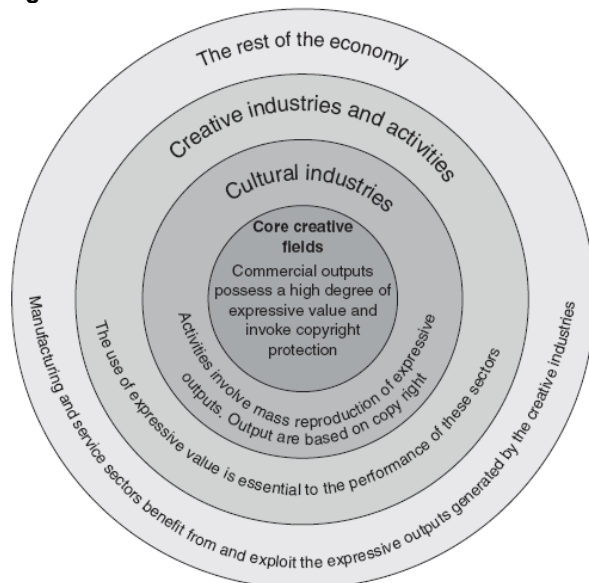 The rest of the economy
Creative industries and activities
Cultural industries
Core creative
fields
Commercial outputs
possess a high degree of
expressive value and
invoke copyright
protection
Activities involve mass reproduction of expressive
outputs. Output are based on copy right
The use of expressive value is essential to the performance of these sectors
Manufacturing and service sectors benefit from and exploit the expressive outputs generated by the creative industries